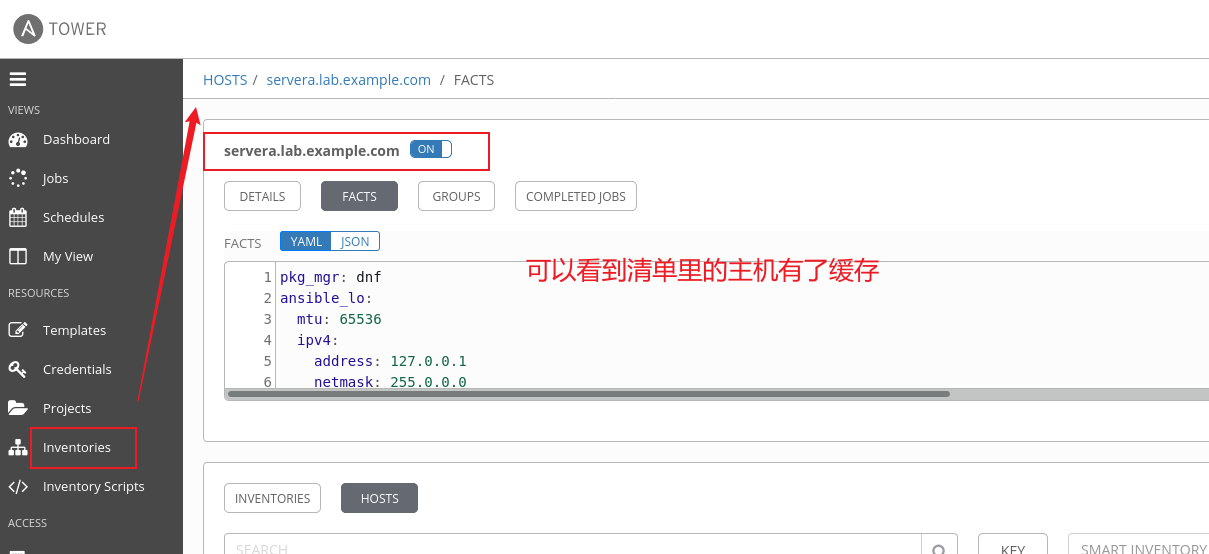 TOWER
HOSTS / servera.lab.example.com / FACTS
VIEWS
Dashboard
Jobs
Schedules
My View
RESOURCES
Templates
Credentials
Projects
Inventories
Inventory Scripts
ACCESS
servera.lab.example.com ON
DETAILS FACTS GROUPS COMPLETED JOBS
FACTS YAML JSON
可以看到清单里的主机有了缓存
1 pkg_mgr: dnf
2 ansible_lo:
3 mtu: 65536
4 ipv4:
5 address: 127.0.0.1
6 netmask: 255.0.0.0
INVENTORIES HOSTS
SEARCH KEY SMART INVENTORY